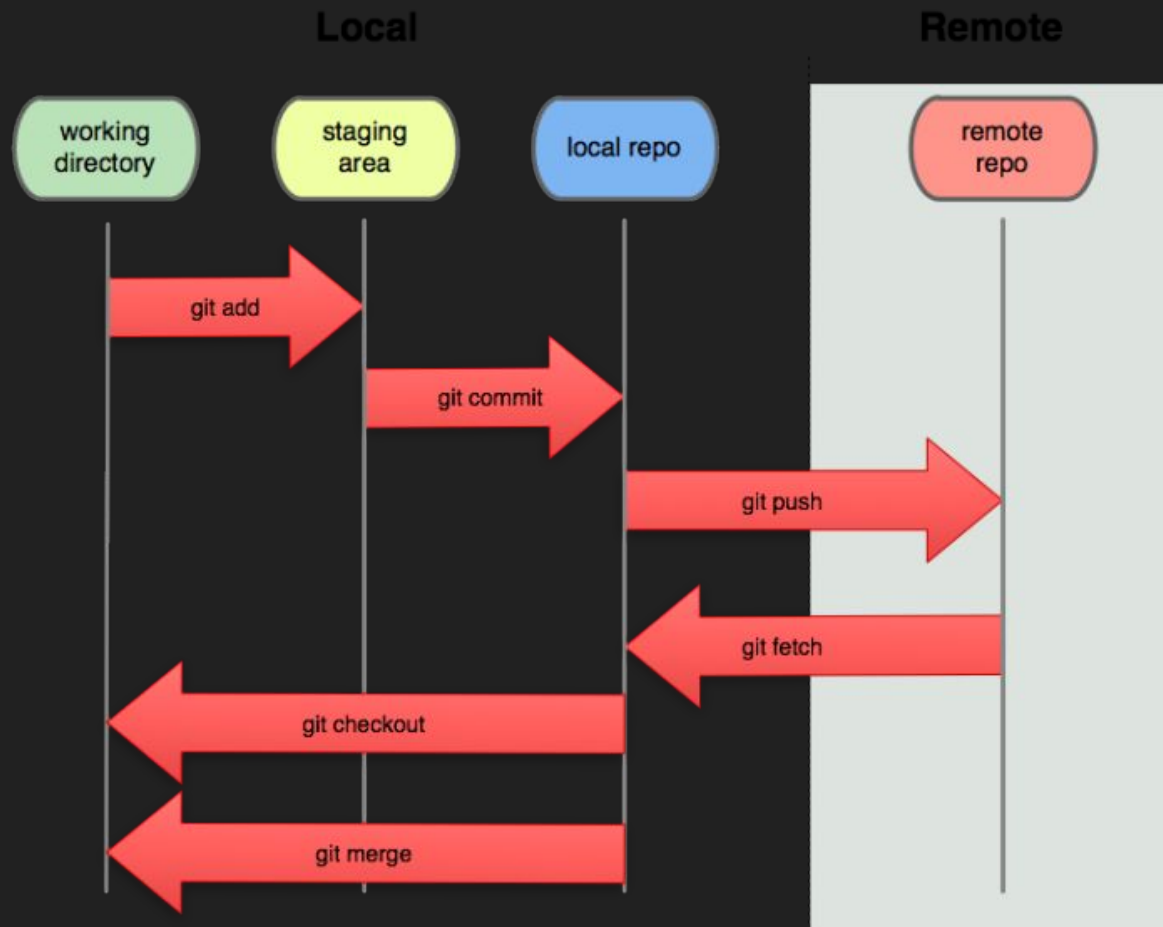 Local
Remote
working
directory
staging
area
local repo
remote
repo
git add
git commit
git push
git fetch
git checkout
git merge